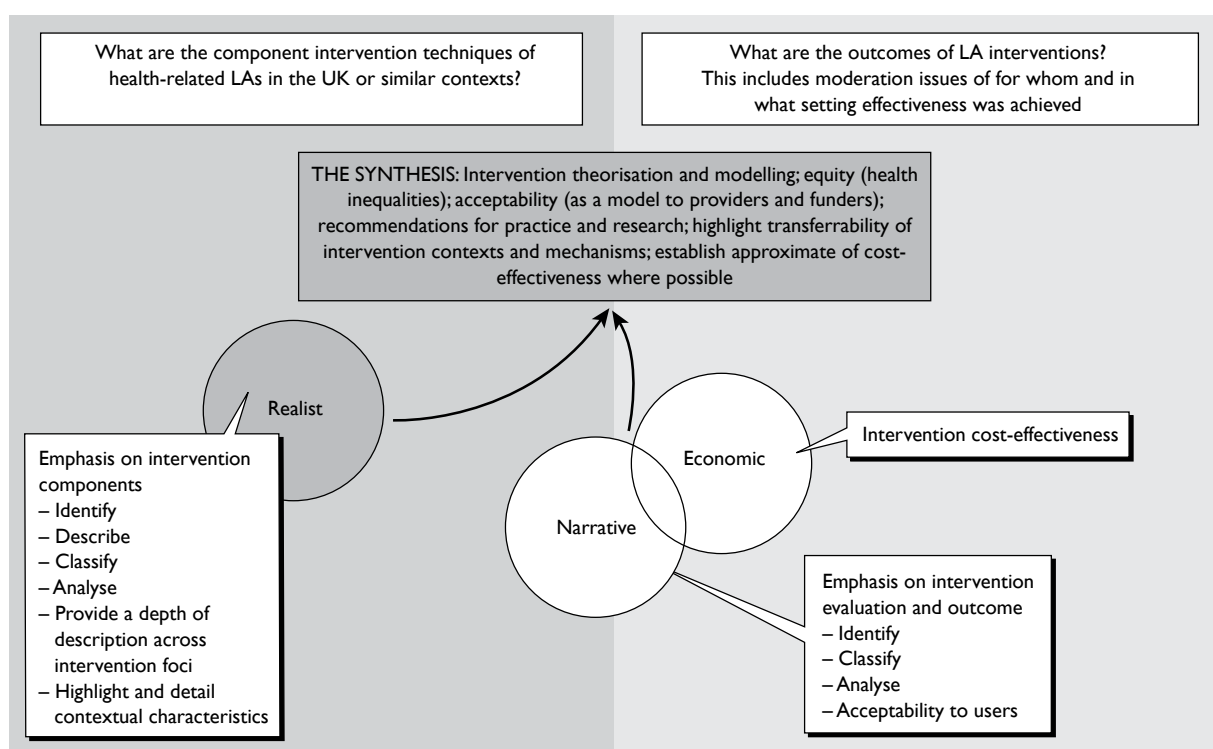 What are the component intervention techniques of
health-related LAs in the UK or similar contexts?
What are the outcomes of LA interventions?
This includes moderation issues of for whom and in
what setting effectiveness was achieved
THE SYNTHESIS: Intervention theorisation and modelling; equity (health
inequalities); acceptability (as a model to providers and funders);
recommendations for practice and research; highlight transferrability of
intervention contexts and mechanisms; establish approximate of cost-
effectiveness where possible
Realist
Emphasis on intervention
components
– Identify
– Describe
– Classify
– Analyse
– Provide a depth of
description across
intervention foci
– Highlight and detail
contextual characteristics
Economic
Intervention cost-effectiveness
Narrative
Emphasis on intervention
evaluation and outcome
– Identify
– Classify
– Analyse
– Acceptability to users